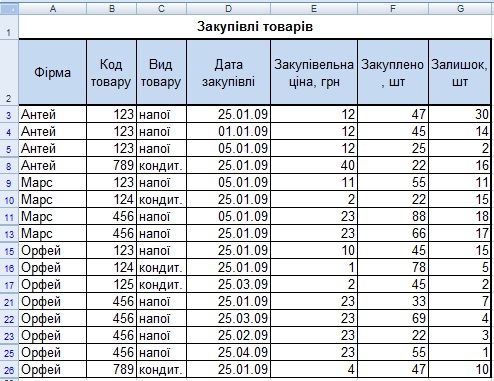 A B C D E F G
1 Закупівлі товарів
2 Фірма Код товару Вид товару Дата закупівлі Закупівельна ціна, грн Закуплено, шт Залишок, шт
3 Антей 123 напої 25.01.09 12 47 30
4 Антей 123 напої 01.01.09 12 45 14
5 Антей 123 напої 05.01.09 12 25 2
8 Антей 789 кондит. 25.01.09 40 22 16
9 Марс 123 напої 05.01.09 11 55 11
10 Марс 124 кондит. 25.01.09 2 22 15
11 Марс 456 напої 05.01.09 23 88 18
13 Марс 456 напої 25.01.09 23 66 17
15 Орфей 123 напої 25.01.09 10 45 15
16 Орфей 124 кондит. 25.01.09 1 78 5
17 Орфей 125 кондит. 25.03.09 2 45 2
21 Орфей 456 напої 25.01.09 23 33 7
22 Орфей 456 напої 25.03.09 23 69 4
23 Орфей 456 напої 25.02.09 23 22 3
25 Орфей 456 напої 25.04.09 23 55 1
26 Орфей 789 кондит. 25.01.09 4 47 10